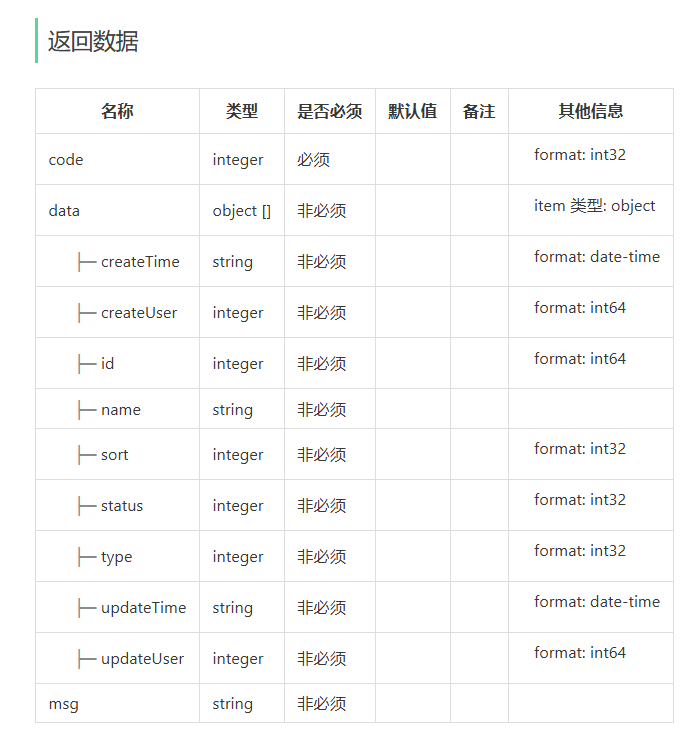 返回数据
名称 类型 是否必须 默认值 备注 其他信息
code integer 必须 format: int32
data object [] 非必须 item 类型: object
├─ createTime string 非必须 format: date-time
├─ createUser integer 非必须 format: int64
├─ id integer 非必须 format: int64
├─ name string 非必须
├─ sort integer 非必须 format: int32
├─ status integer 非必须 format: int32
├─ type integer 非必须 format: int32
├─ updateTime string 非必须 format: date-time
├─ updateUser integer 非必须 format: int64
msg string 非必须